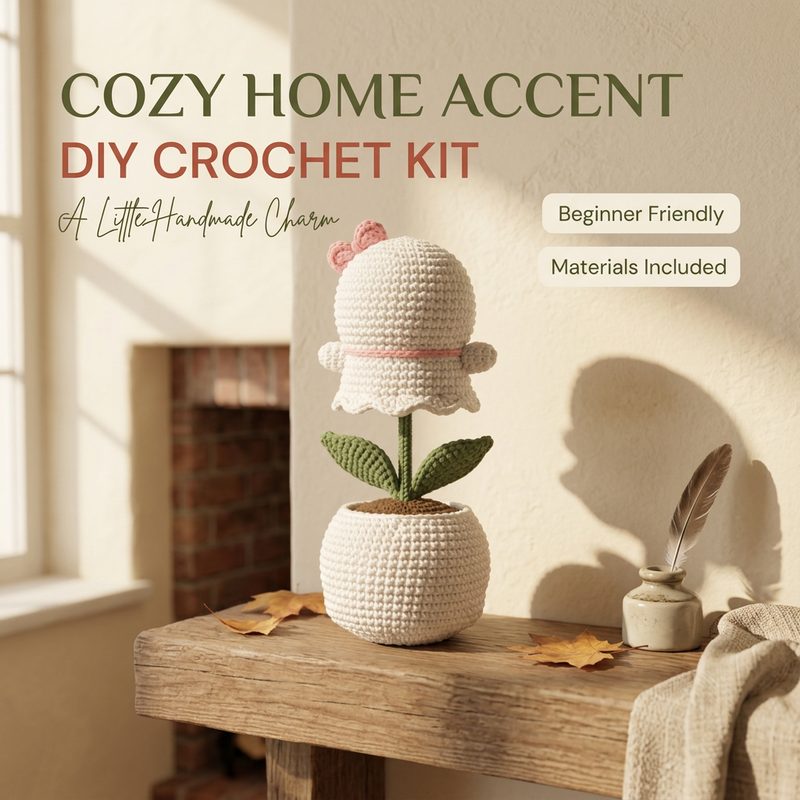 COZY HOME ACCENT
DIY CROCHET KIT
A Little Handmade Charm
Beginner Friendly
Materials Included